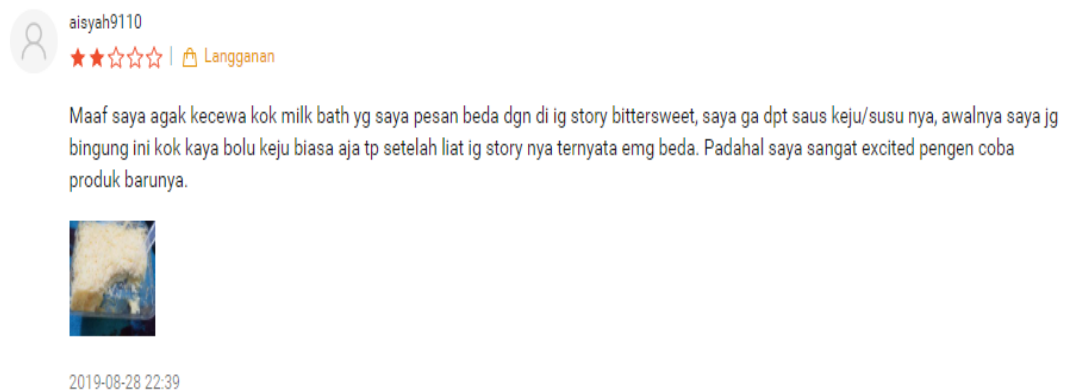 aisyah9110
Langganan
Maaf saya agak kecewa kok milk bath yg saya pesan beda dgn di ig story bittersweet, saya ga dpt saus keju/susu nya, awalnya saya jg
bingung ini kok kaya bolu keju biasa aja tp setelah liat ig story nya ternyata emg beda. Padahal saya sangat excited pengen coba
produk barunya.
2019-08-28 22:39